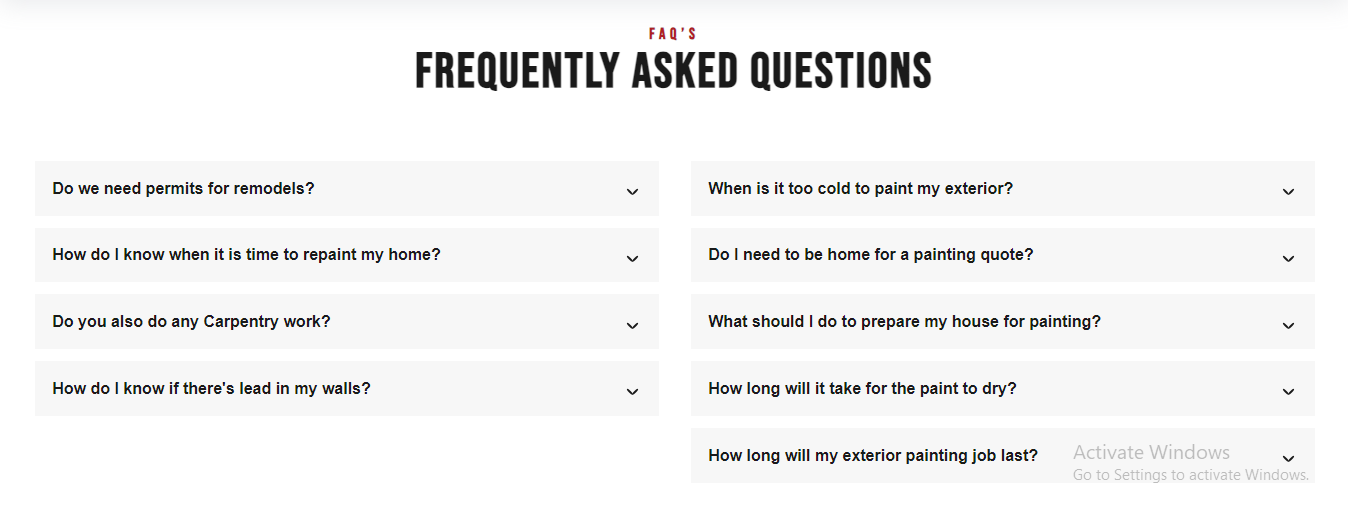 FAQ'S
FREQUENTLY ASKED QUESTIONS
Do we need permits for remodels?
How do I know when it is time to repaint my home?
Do you also do any Carpentry work?
How do I know if there's lead in my walls?
When is it too cold to paint my exterior?
Do I need to be home for a painting quote?
What should I do to prepare my house for painting?
How long will it take for the paint to dry?
How long will my exterior painting job last?
Activate Windows
Go to Settings to activate Windows.